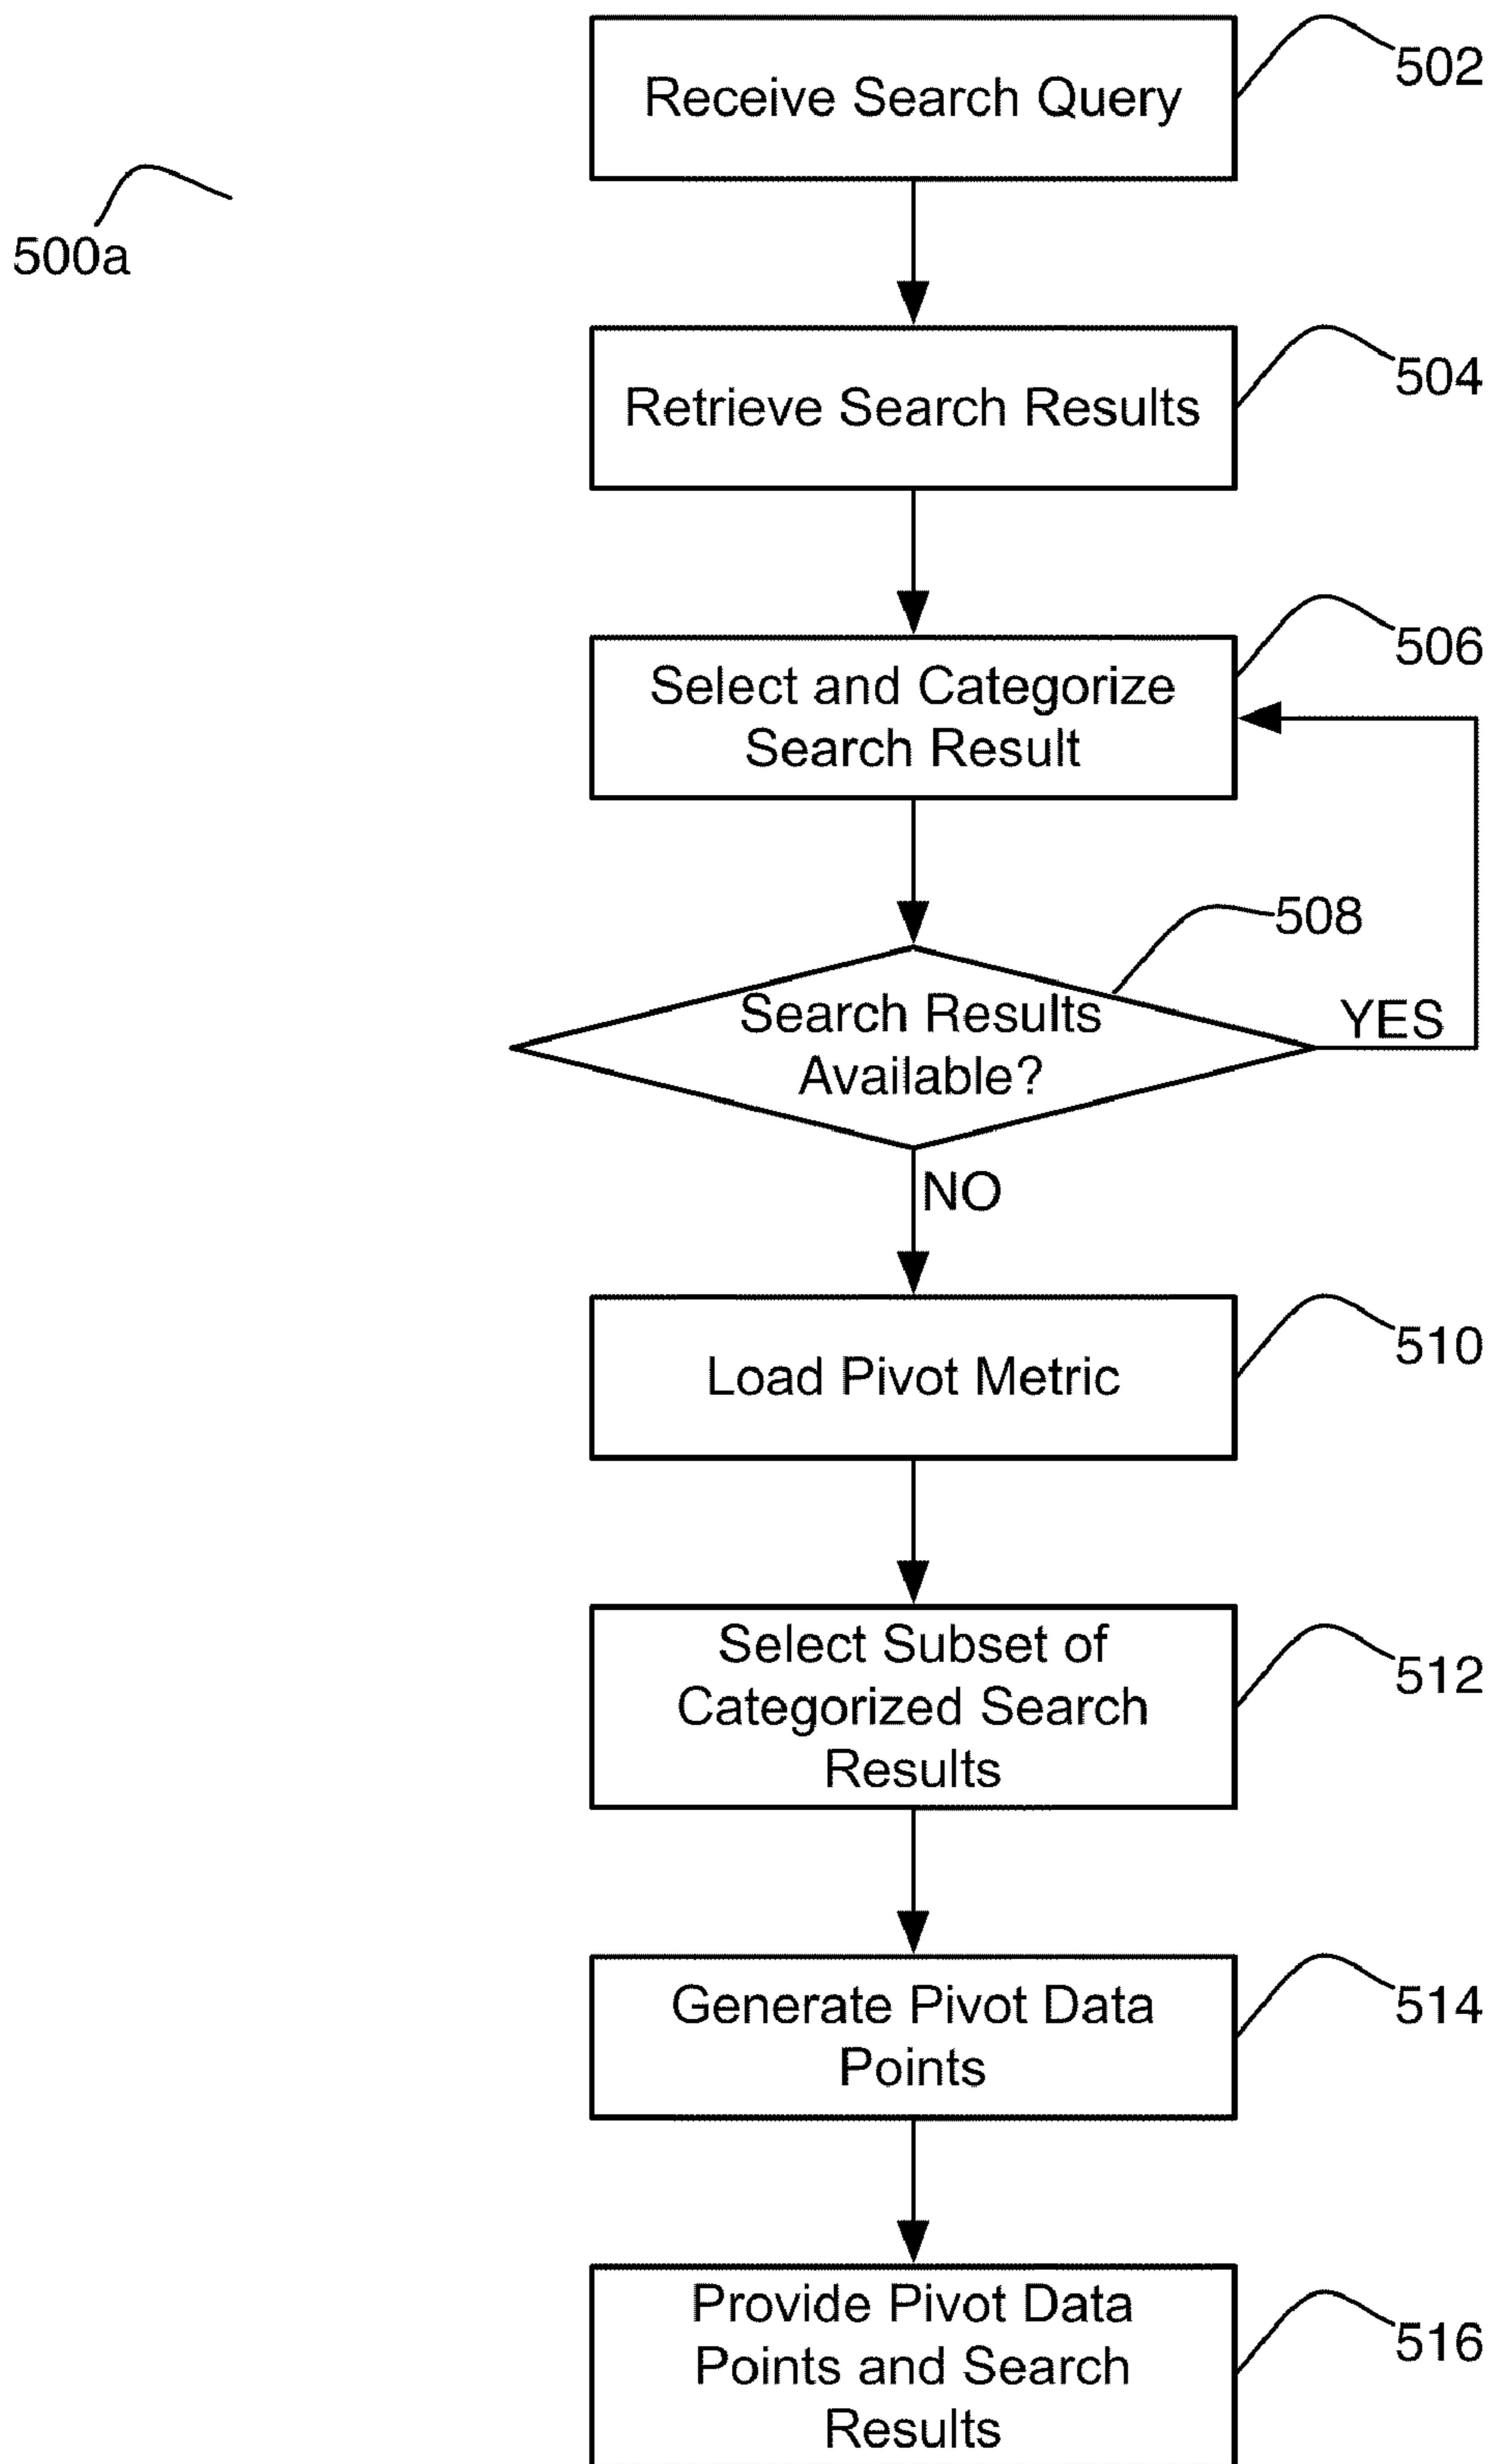 Receive Search Query
502
500a
Retrieve Search Results
504
Select and Categorize
Search Result
506
Search Results
Available?
508
YES
NO
Load Pivot Metric
510
Select Subset of
Categorized Search
Results
512
Generate Pivot Data
Points
514
Provide Pivot Data
Points and Search
Results
516